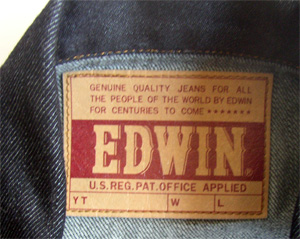 GENUINE QUALITY JEANS FOR ALL
THE PEOPLE OF THE WORLD BY EDWIN
FOR CENTURIES TO COME *******
EDWIN
U.S.REG.PAT.OFFICE APPLIED
YT W L